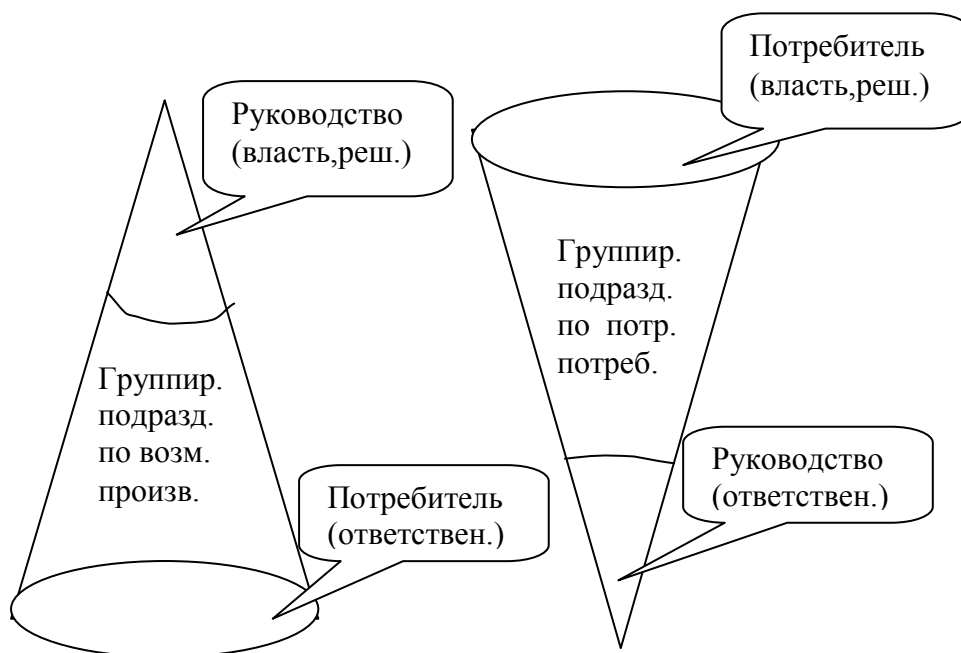 Руководство
(власть,реш.)
Группир.
подразд.
по возм.
произв.
Потребитель
(ответствен.)
Потребитель
(власть,реш.)
Группир.
подразд.
по потр.
потреб.
Руководство
(ответствен.)